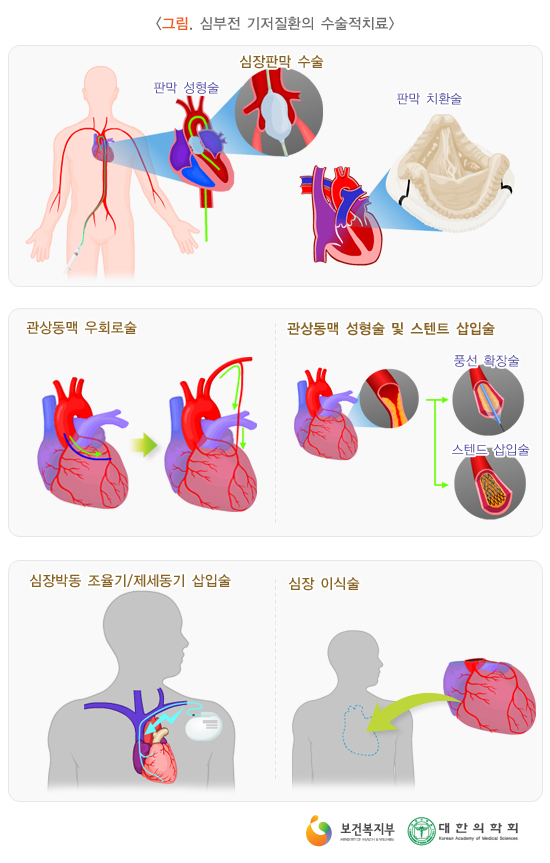 <그림. 심부전 기저질환의 수술적치료>
심장판막 수술
판막 성형술
판막 치환술
관상동맥 우회로술
관상동맥 성형술 및 스텐트 삽입술
풍선 확장술
스텐드 삽입술
심장박동 조율기/제세동기 삽입술
심장 이식술
보건복지부
MINISTRY OF HEALTH & WELFARE
대한의학회
Korean Academy of Medical Sciences